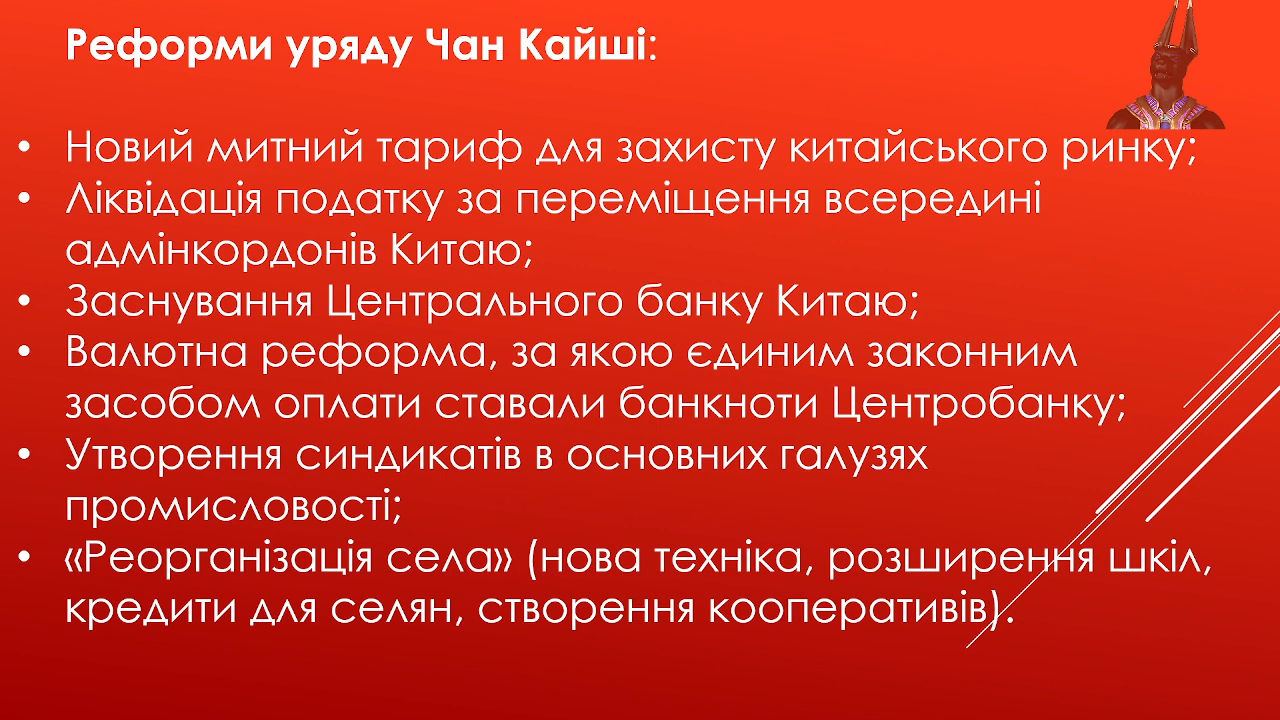 Реформи уряду Чан Кайші:
• Новий митний тариф для захисту китайського ринку;
• Ліквідація податку за переміщення всередині
адмінкордонів Китаю;
• Заснування Центрального банку Китаю;
• Валютна реформа, за якою єдиним законним
засобом оплати ставали банкноти Центробанку;
• Утворення синдикатів в основних галузях
промисловості;
• «Реорганізація села» (нова техніка, розширення шкіл,
кредити для селян, створення кооперативів).